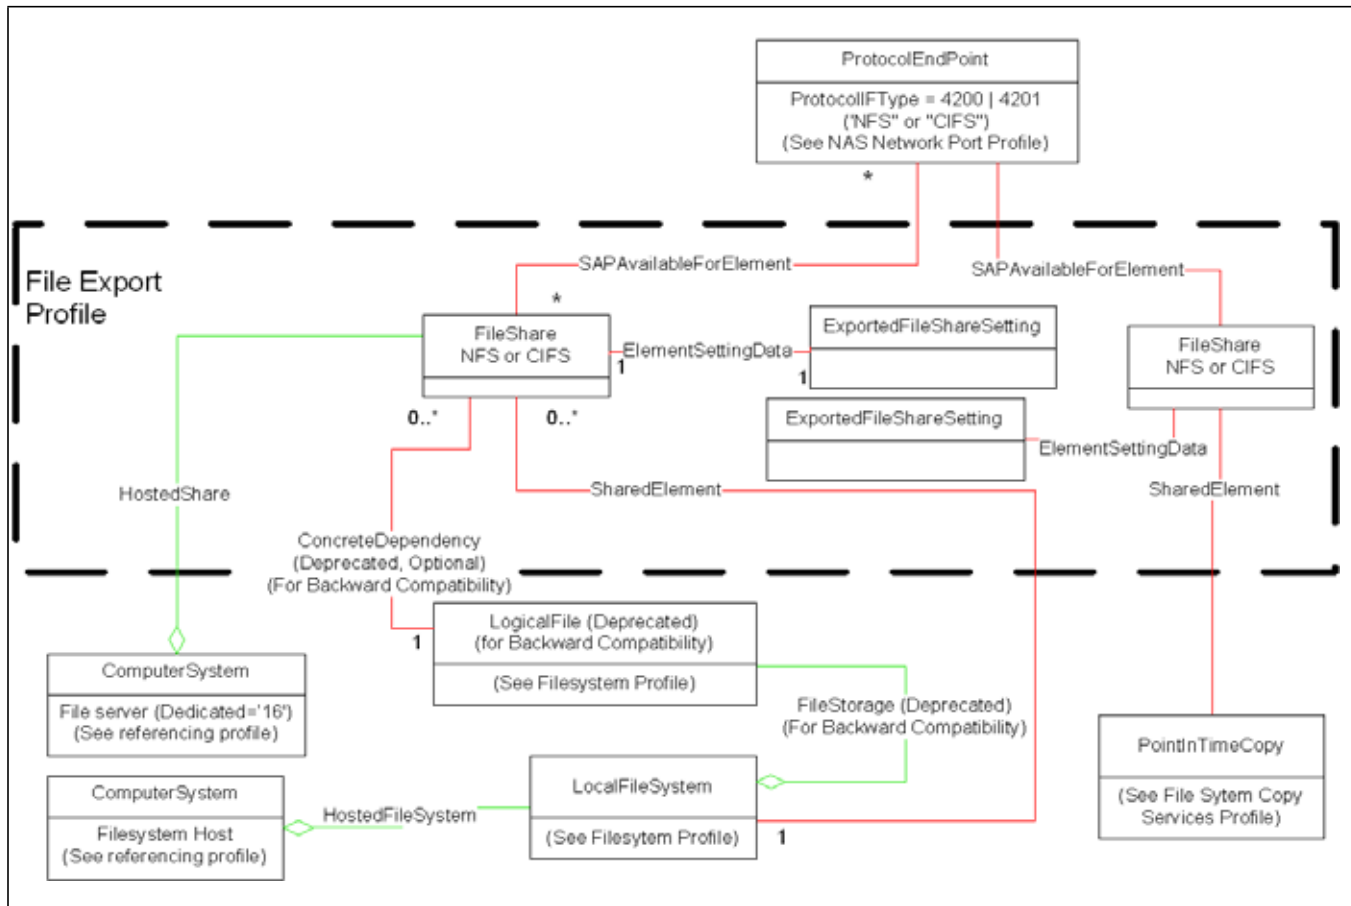 ProtocolEndPoint
ProtocolIFType = 4200 | 4201
("NFS" or "CIFS")
(See NAS Network Port Profile)
*
File Export
Profile
SAPAvailableForElement
SAPAvailableForElement
*
FileShare
NFS or CIFS
ElementSettingData
1
1
ExportedFileShareSetting
FileShare
NFS or CIFS
0..*
0..*
ExportedFileShareSetting
ElementSettingData
HostedShare
SharedElement
SharedElement
ConcreteDependency
(Deprecated, Optional)
(For Backward Compatibility)
1
LogicalFile (Deprecated)
(for Backward Compatibility)
(See Filesystem Profile)
ComputerSystem
File server (Dedicated='16')
(See referencing profile)
FileStorage (Deprecated)
(For Backward Compatibility)
PointInTimeCopy
(See File Sytem Copy
Services Profile)
ComputerSystem
Filesystem Host
(See referencing profile)
HostedFileSystem
LocalFileSystem
(See Filesytem Profile)
1